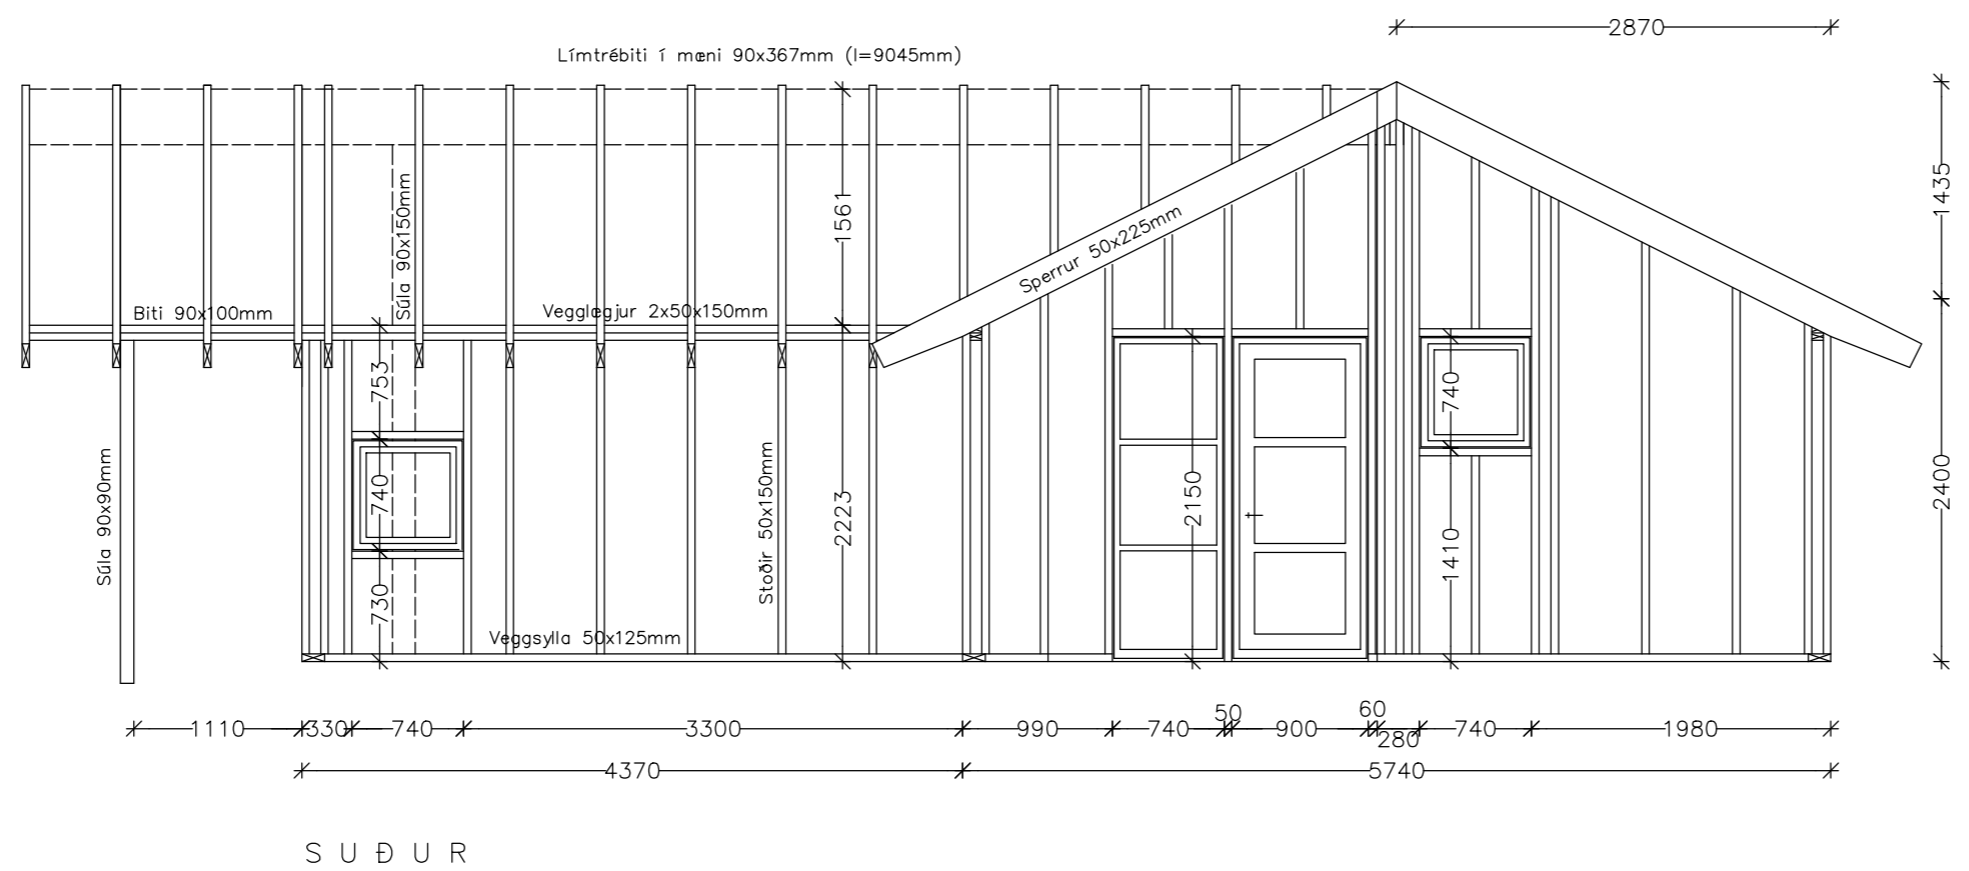 2870
Límtrébiti í mæni 90x367mm (l=9045mm)
1435
Súla 90x150mm
1561
Sperrur 50x225mm
Biti 90x100mm
Vegglægjur 2x50x150mm
753
740
Súla 90x90mm
740
Stoðir 50x150mm
2223
2150
2400
1410
730
Veggsylla 50x125mm
1110
330
740
3300
990
740
50
900
60
280
740
1980
4370
5740
S U Ð U R